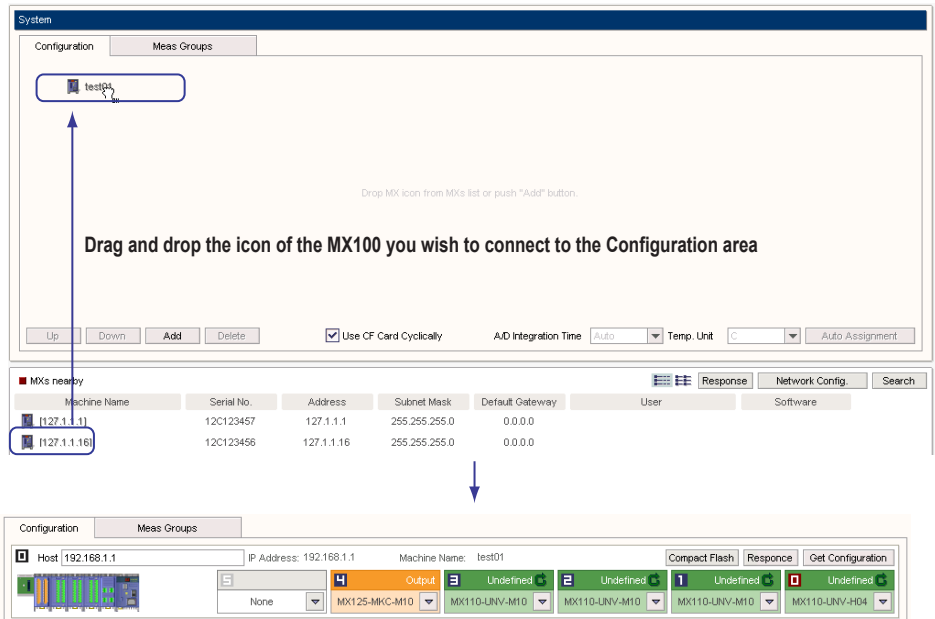 System
Configuration Meas Groups
test01
Drop MX icon from MXs list or push "Add" button.
Drag and drop the icon of the MX100 you wish to connect to the Configuration area
Up Down Add Delete Use CF Card Cyclically A/D Integration Time Auto Temp. Unit C Auto Assignment
MXs nearby Response Network Config. Search
Machine Name Serial No. Address Subnet Mask Default Gateway User Software
[127.1.1.1] 12C123457 127.1.1.1 255.255.255.0 0.0.0.0
[127.1.1.16] 12C123456 127.1.1.16 255.255.255.0 0.0.0.0
Configuration Meas Groups
0 Host 192.168.1.1 IP Address: 192.168.1.1 Machine Name: test01 Compact Flash Responce Get Configuration
5 4 Output 3 Undefined 2 Undefined 1 Undefined 0 Undefined
None MX125-MKC-M10 MX110-UNV-M10 MX110-UNV-M10 MX110-UNV-M10 MX110-UNV-H04